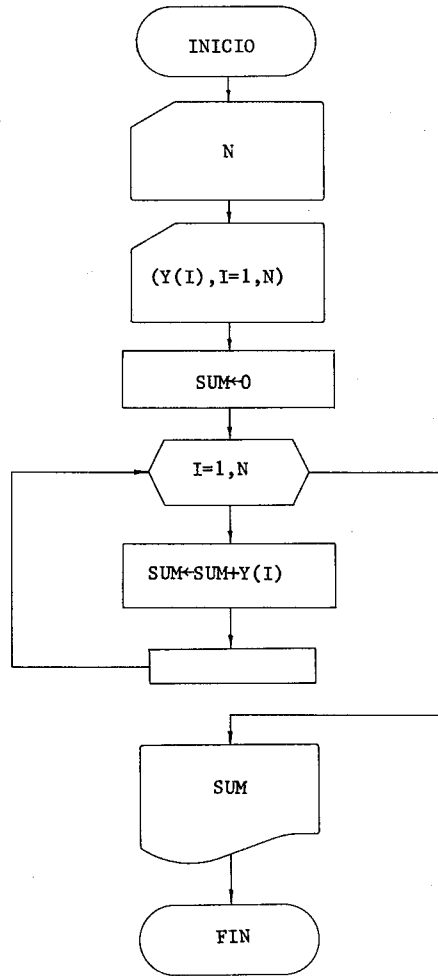 INICIO
N
(Y(I),I=1,N)
SUM←0
I=1,N
SUM←SUM+Y(I)
SUM
FIN